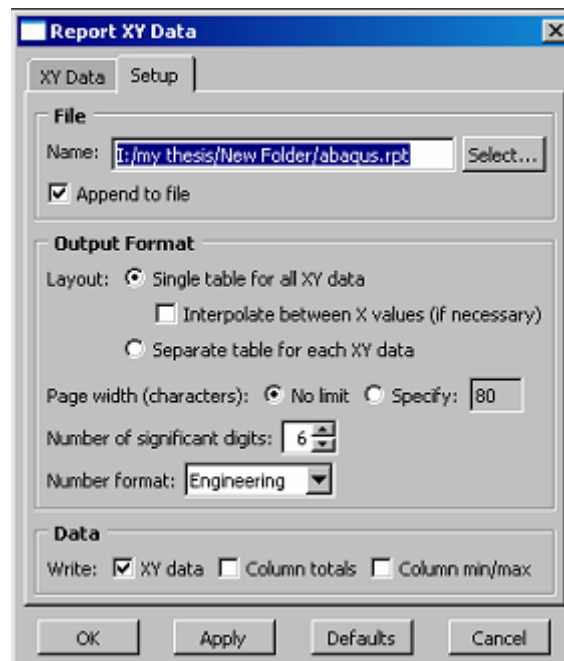 Report XY Data
XY Data Setup
File
Name: I:/my thesis/New Folder/abaqus.rpt Select...
Append to file
Output Format
Layout: Single table for all XY data
Interpolate between X values (if necessary)
Separate table for each XY data
Page width (characters): No limit Specify: 80
Number of significant digits: 6
Number format: Engineering
Data
Write: XY data Column totals Column min/max
OK Apply Defaults Cancel